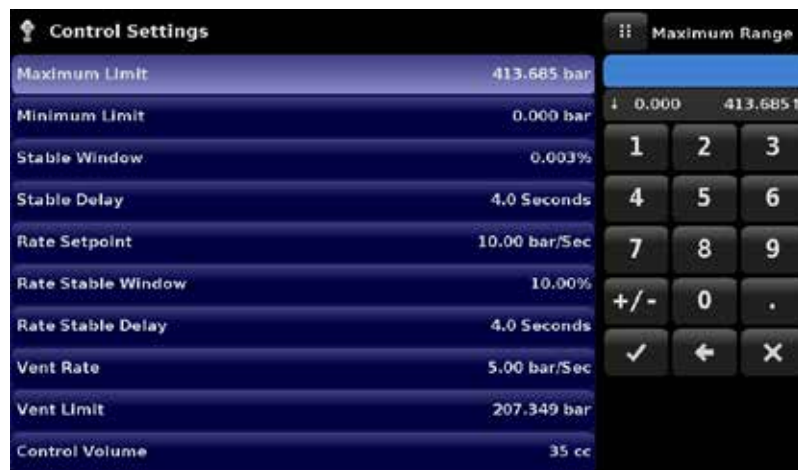 Control Settings
Maximum Limit 413.685 bar
Minimum Limit 0.000 bar
Stable Window 0.003%
Stable Delay 4.0 Seconds
Rate Setpoint 10.00 bar/Sec
Rate Stable Window 10.00%
Rate Stable Delay 4.0 Seconds
Vent Rate 5.00 bar/Sec
Vent Limit 207.349 bar
Control Volume 35 cc
Maximum Range
↓ 0.000 413.685↑
1 2 3
4 5 6
7 8 9
+/- 0 .